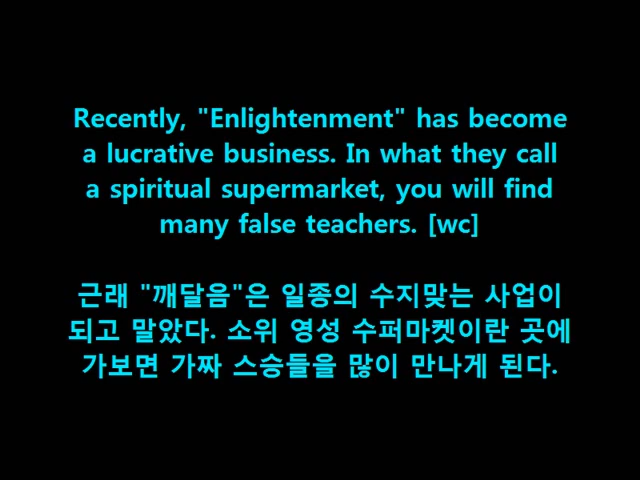 Recently, "Enlightenment" has become
a lucrative business. In what they call
a spiritual supermarket, you will find
many false teachers. [wc]
근래 "깨달음"은 일종의 수지맞는 사업이
되고 말았다. 소위 영성 수퍼마켓이란 곳에
가보면 가짜 스승들을 많이 만나게 된다.